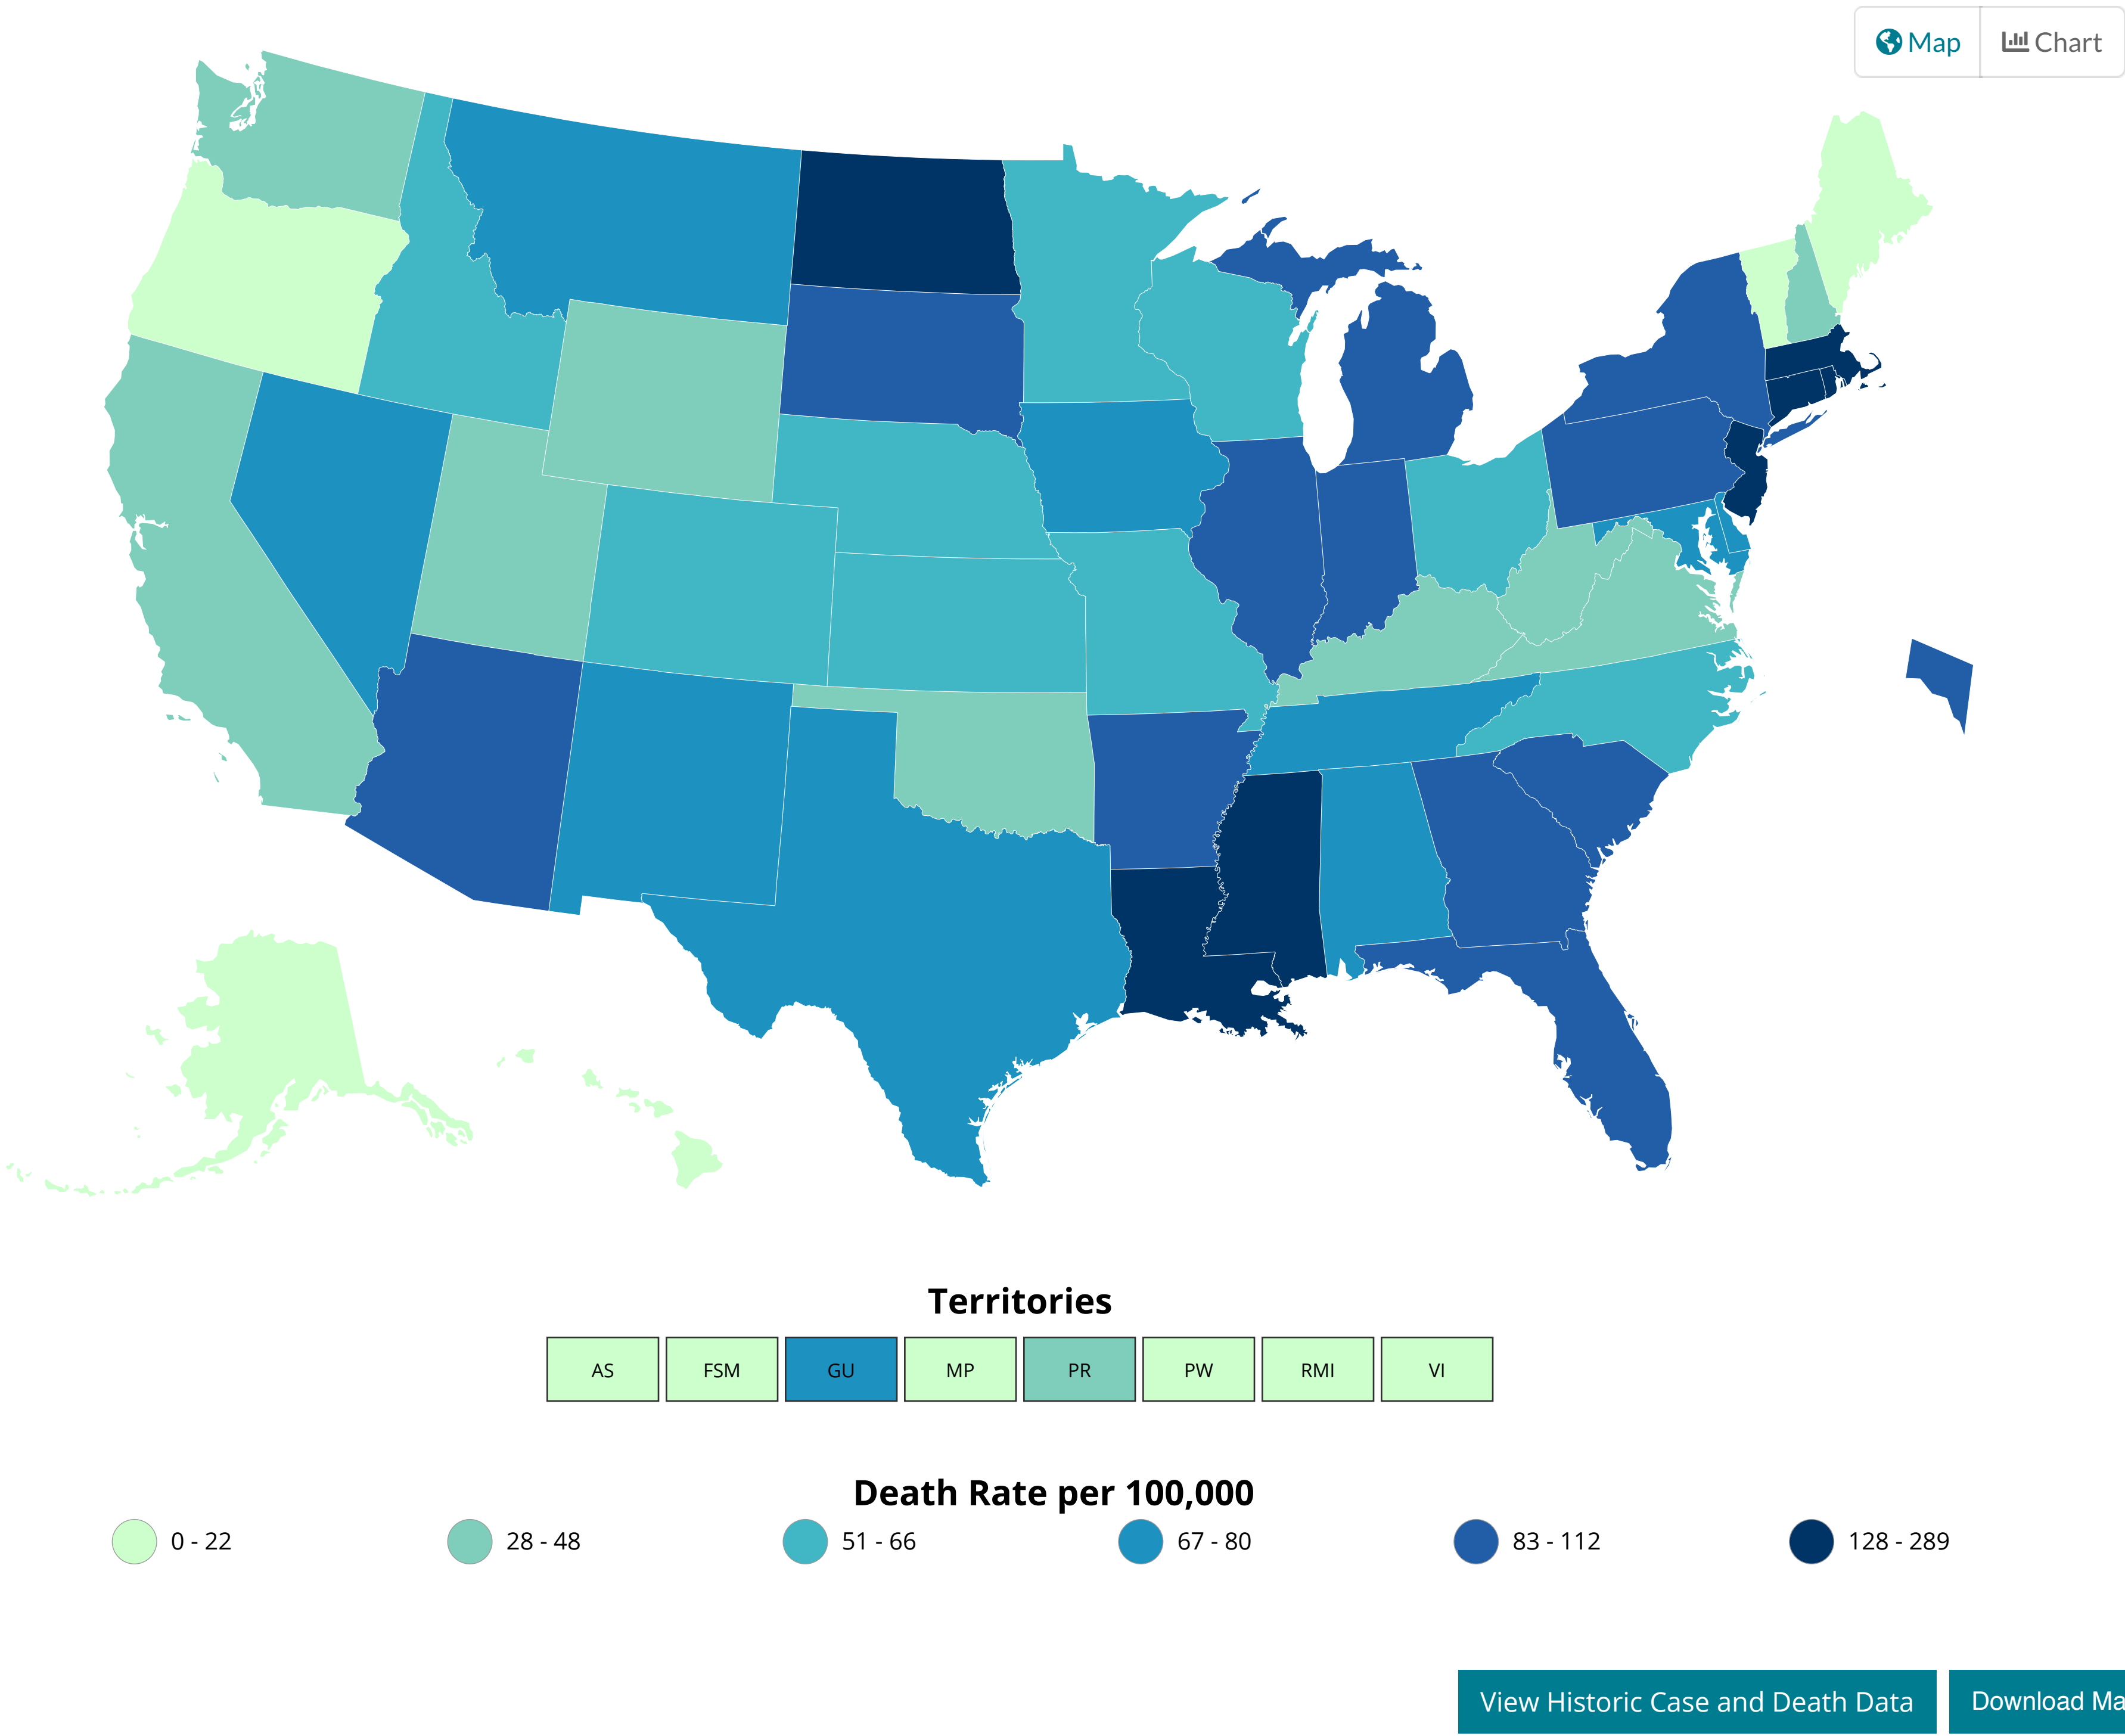 Map
Chart
Territories
AS
FSM
GU
MP
PR
PW
RMI
VI
Death Rate per 100,000
0 - 22
28 - 48
51 - 66
67 - 80
83 - 112
128 - 289
View Historic Case and Death Data
Download Ma